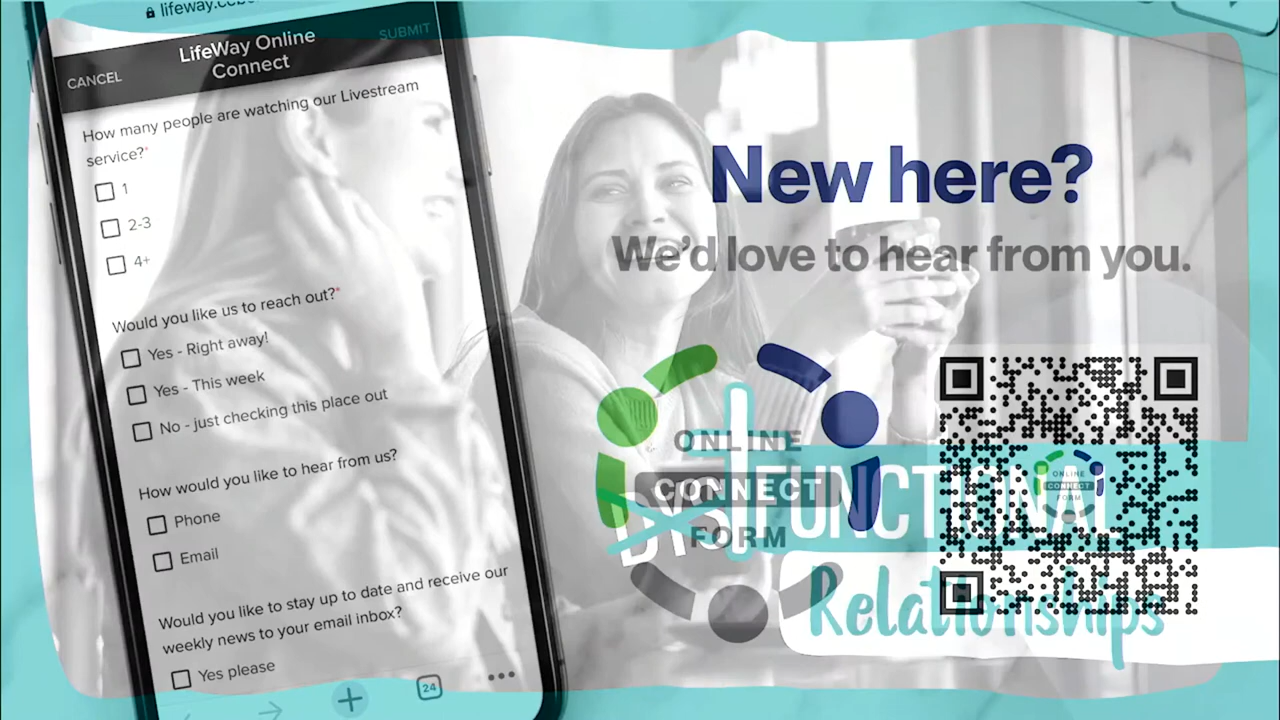 LifeWay Online
Connect
CANCEL
SUBMIT
How many people are watching our Livestream
service?*
1
2-3
4+
Would you like us to reach out?*
Yes - Right away!
Yes - This week
No - just checking this place out
How would you like to hear from us?
Phone
Email
Would you like to stay up to date and receive our
weekly news to your email inbox?
Yes please
24
New here?
We'd love to hear from you.
ONLINE
CONNECT
FORM
DYSFUNCTIONAL
Relationships
ONLINE
CONNECT
FORM